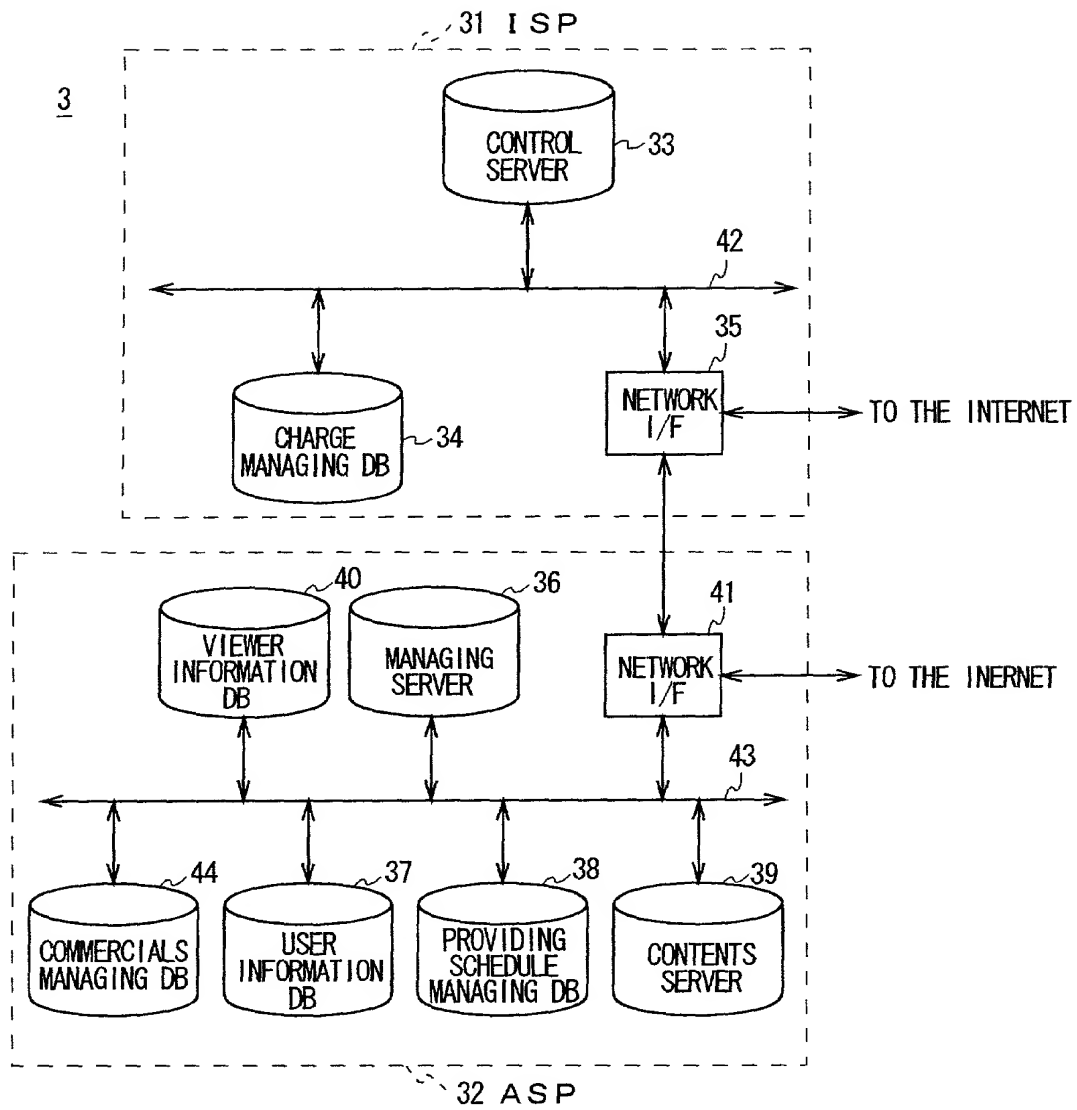 31 ISP
3
CONTROL
SERVER
33
42
35
NETWORK
I/F
TO THE INTERNET
CHARGE
MANAGING DB
34
40
36
41
VIEWER
INFORMATION
DB
MANAGING
SERVER
NETWORK
I/F
TO THE INERNET
43
44
37
38
39
COMMERCIALS
MANAGING DB
USER
INFORMATION
DB
PROVIDING
SCHEDULE
MANAGING DB
CONTENTS
SERVER
32 ASP